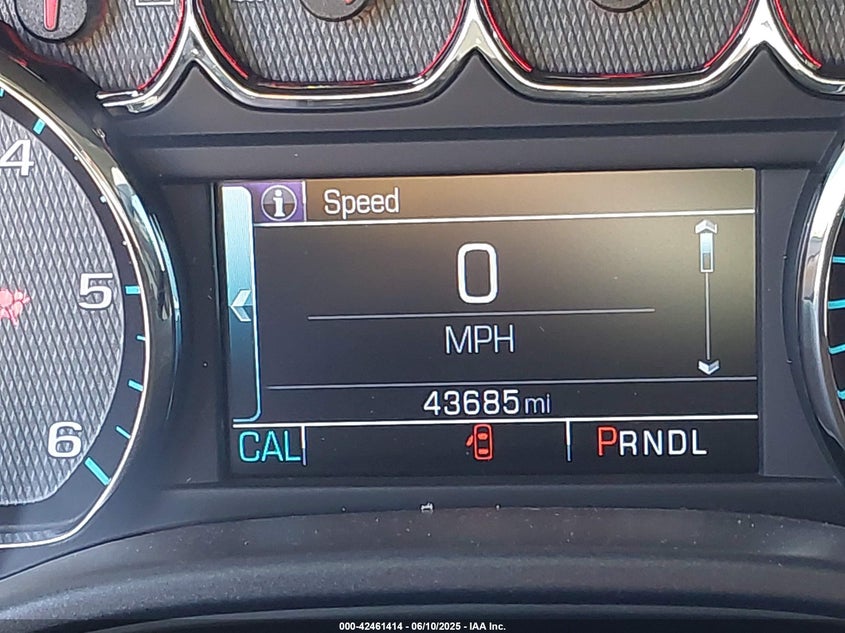 4
5
6
Speed
0
MPH
43685 mi
CAL
PRNDL
000-42461414 - 06/10/2025 - IAA Inc.